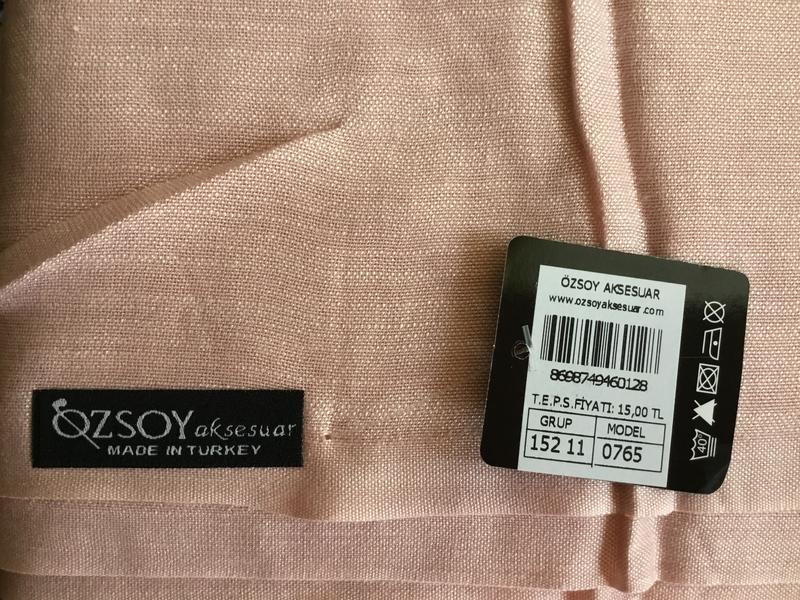 ÖZSOY aksesuar
MADE IN TURKEY
ÖZSOY AKSESUAR
www.ozsoyaksesuar.com
8698749460128
T.E.P.S.FİYATI: 15,00 TL
GRUP MODEL
152 11 0765
40°